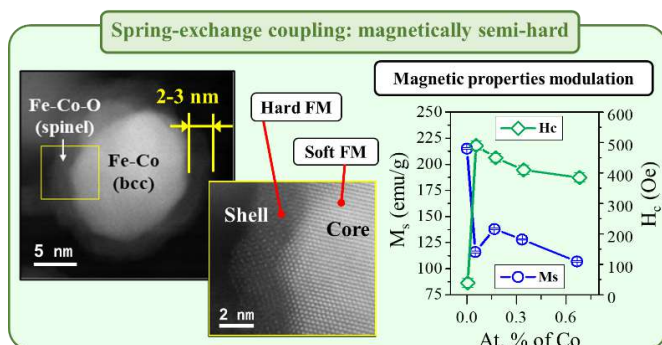 Spring-exchange coupling: magnetically semi-hard
Fe-Co-O
(spinel)
2-3 nm
Fe-Co
(bcc)
5 nm
Hard FM
Soft FM
Shell
Core
2 nm
Magnetic properties modulation
Hc
Ms
250
225
200
175
150
125
100
75
Ms (emu/g)
600
500
400
300
200
100
0
Hc (Oe)
0.0
0.3
0.6
At. % of Co